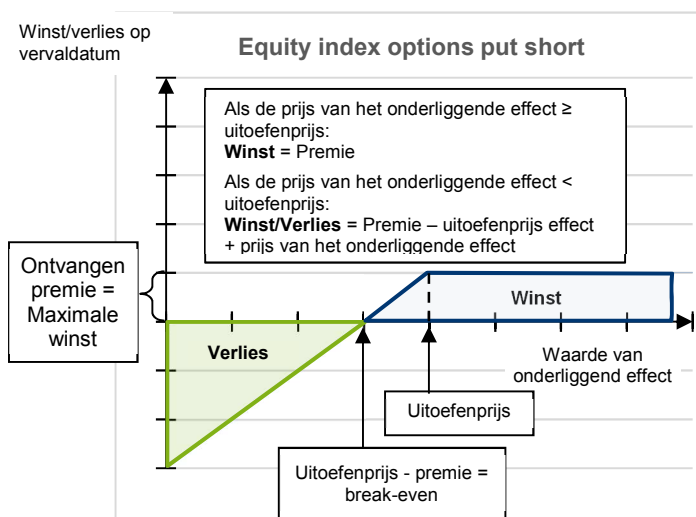 Winst/verlies op
vervaldatum
Equity index options put short
Als de prijs van het onderliggende effect ≥
uitoefenprijs:
Winst = Premie
Als de prijs van het onderliggende effect <
uitoefenprijs:
Winst/Verlies = Premie – uitoefenprijs effect
+ prijs van het onderliggende effect
Ontvangen
premie =
Maximale
winst
Winst
Verlies
Waarde van
onderliggend effect
Uitoefenprijs
Uitoefenprijs - premie =
break-even